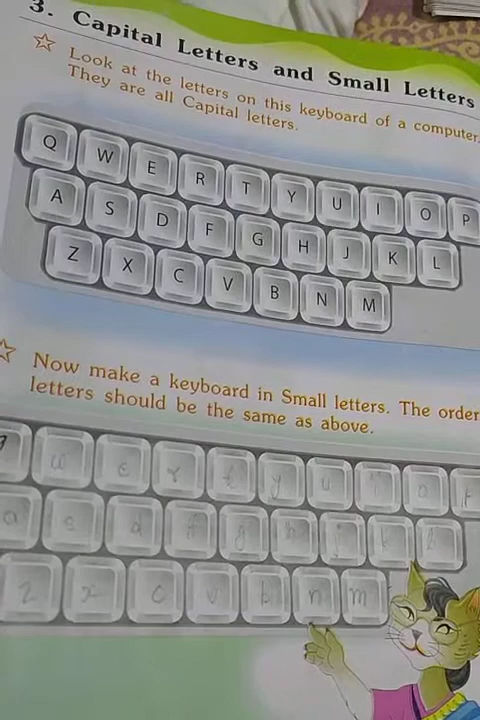 3. Capital Letters and Small Letters
Look at the letters on this keyboard of a computer.
They are all Capital letters.
Q W E R T Y U I O P
A S D F G H J K L
Z X C V B N M
Now make a keyboard in Small letters. The order
letters should be the same as above.
q w e r t y u i o p
a s d f g h j k l
z x c v b n m